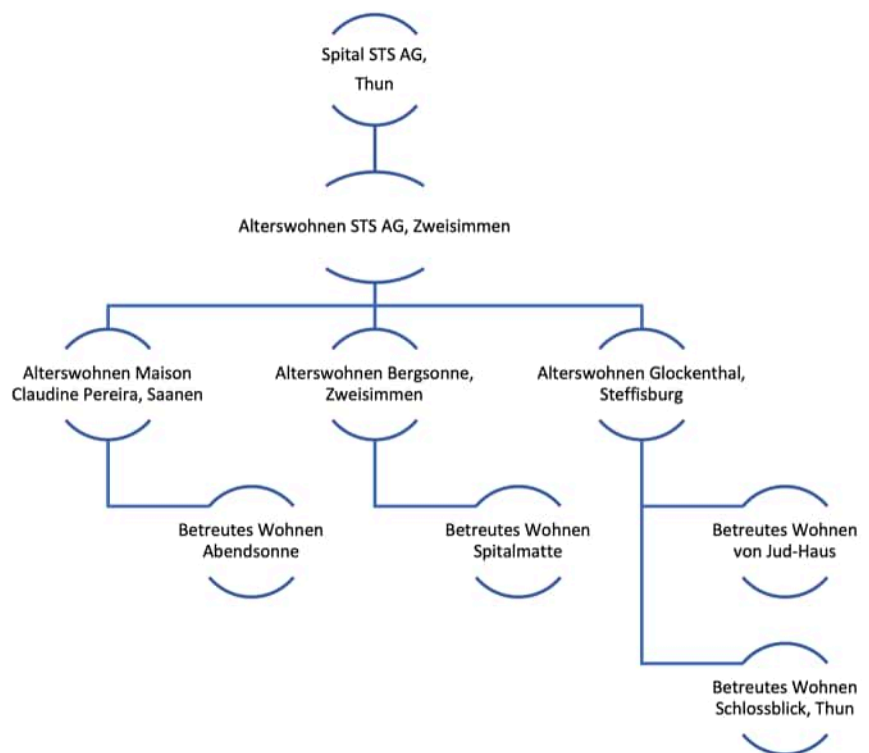 Spital STS AG,
Thun
Alterswohnen STS AG, Zweisimmen
Alterswohnen Maison
Claudine Pereira, Saanen
Alterswohnen Bergsonne,
Zweisimmen
Alterswohnen Glockenthal,
Steffisburg
Betreutes Wohnen
Abendsonne
Betreutes Wohnen
Spitalmatte
Betreutes Wohnen
von Jud-Haus
Betreutes Wohnen
Schlossblick, Thun